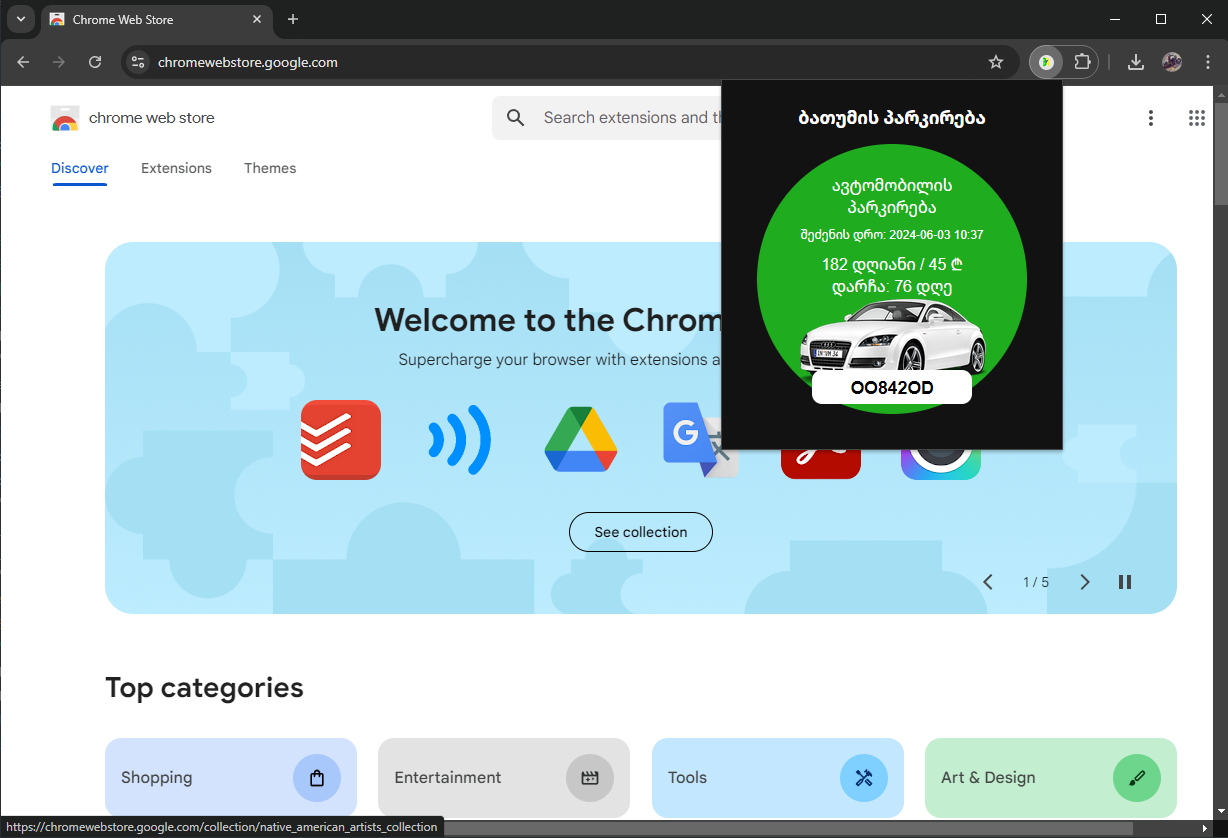 Chrome Web Store
chromewebstore.google.com
chrome web store
Search extensions and th
Discover
Extensions
Themes
ბათუმის პარკირება
ავტომობილის
პარკირება
შეძენის დრო: 2024-06-03 10:37
182 დღიანი / 45 ₾
დარჩა: 76 დღე
OO842OD
Welcome to the Chrom
Supercharge your browser with extensions a
See collection
1 / 5
Top categories
Shopping
Entertainment
Tools
Art & Design
https://chromewebstore.google.com/collection/native_american_artists_collection